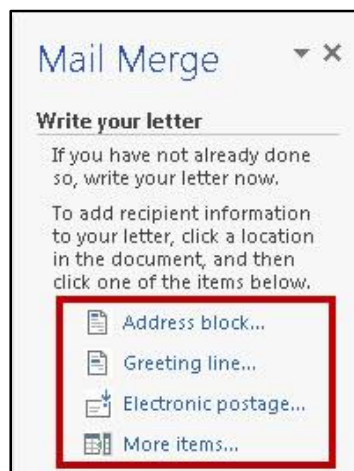 Mail Merge
Write your letter
If you have not already done
so, write your letter now.
To add recipient information
to your letter, click a location
in the document, and then
click one of the items below.
Address block...
Greeting line...
Electronic postage...
More items...